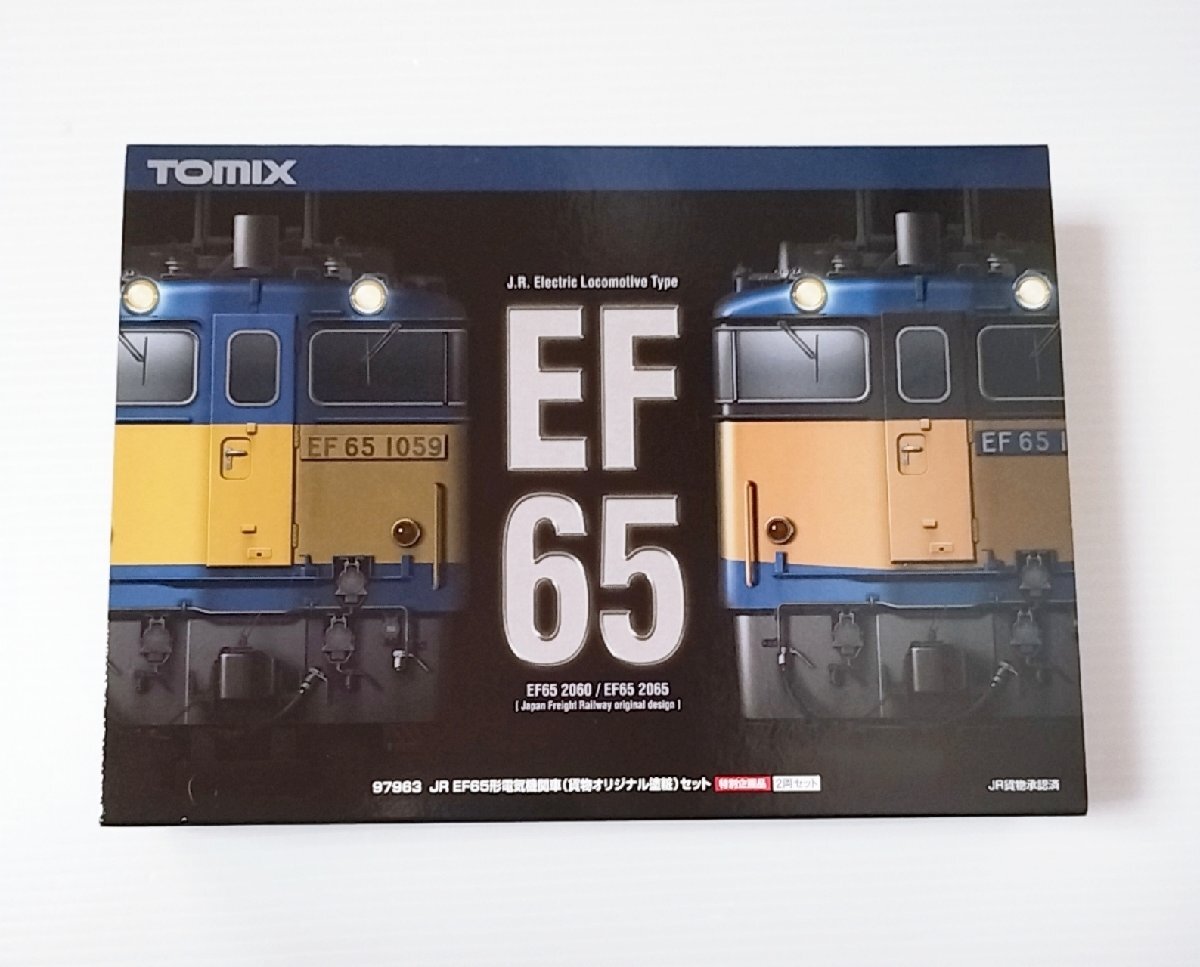 TOMIX
J.R. Electric Locomotive Type
EF
65
EF 65 1059
EF 65 1
EF65 2060 / EF65 2065
[ Japan Freight Railway original design ]
97963 JR EF65形電気機関車(貨物オリジナル塗装)セット 特別企画品 2両セット
JR貨物承認済